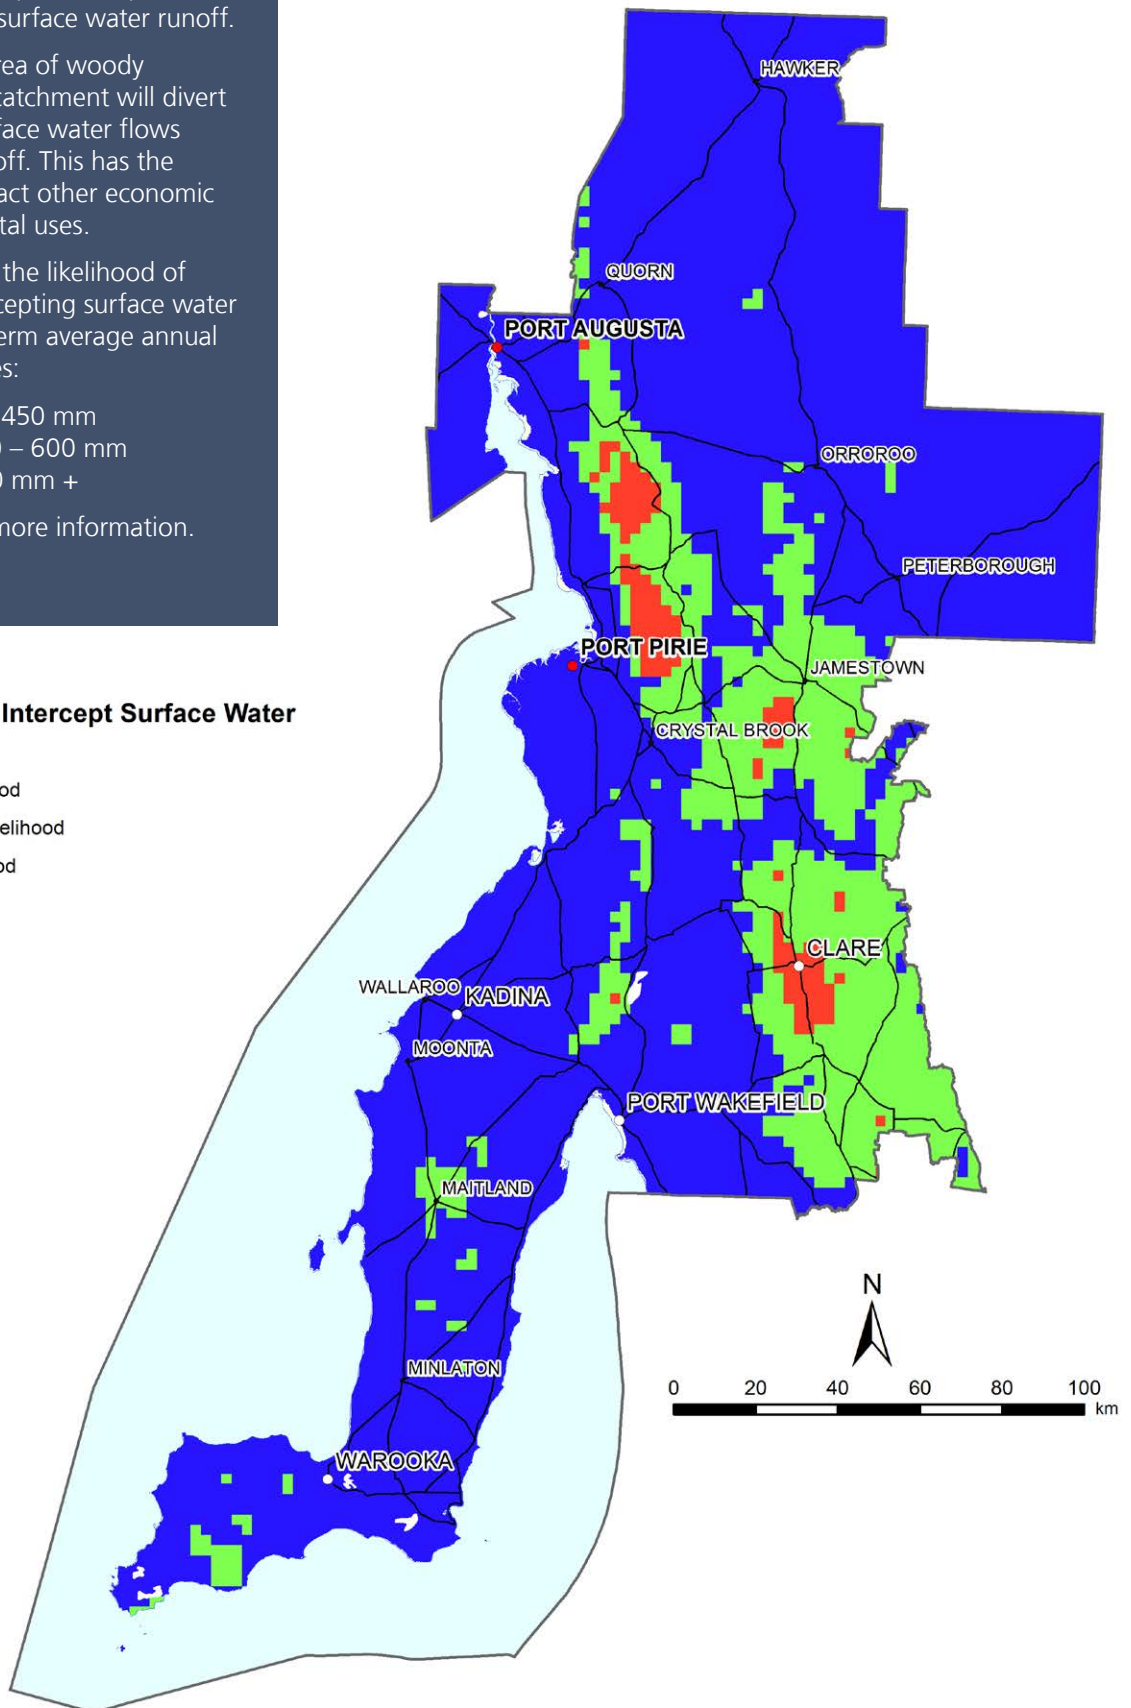 surface water runoff.
rea of woody
catchment will divert
face water flows
off. This has the
act other economic
tal uses.
the likelihood of
cepting surface water
erm average annual
es:
450 mm
– 600 mm
0 mm +
more information.
Intercept Surface Water
od
elihood
od
HAWKER
QUORN
PORT AUGUSTA
ORROROO
PETERBOROUGH
PORT PIRIE
JAMESTOWN
CRYSTAL BROOK
CLARE
WALLAROO
KADINA
MOONTA
PORT WAKEFIELD
MAITLAND
MINLATON
WAROOKA
N
0 20 40 60 80 100
km